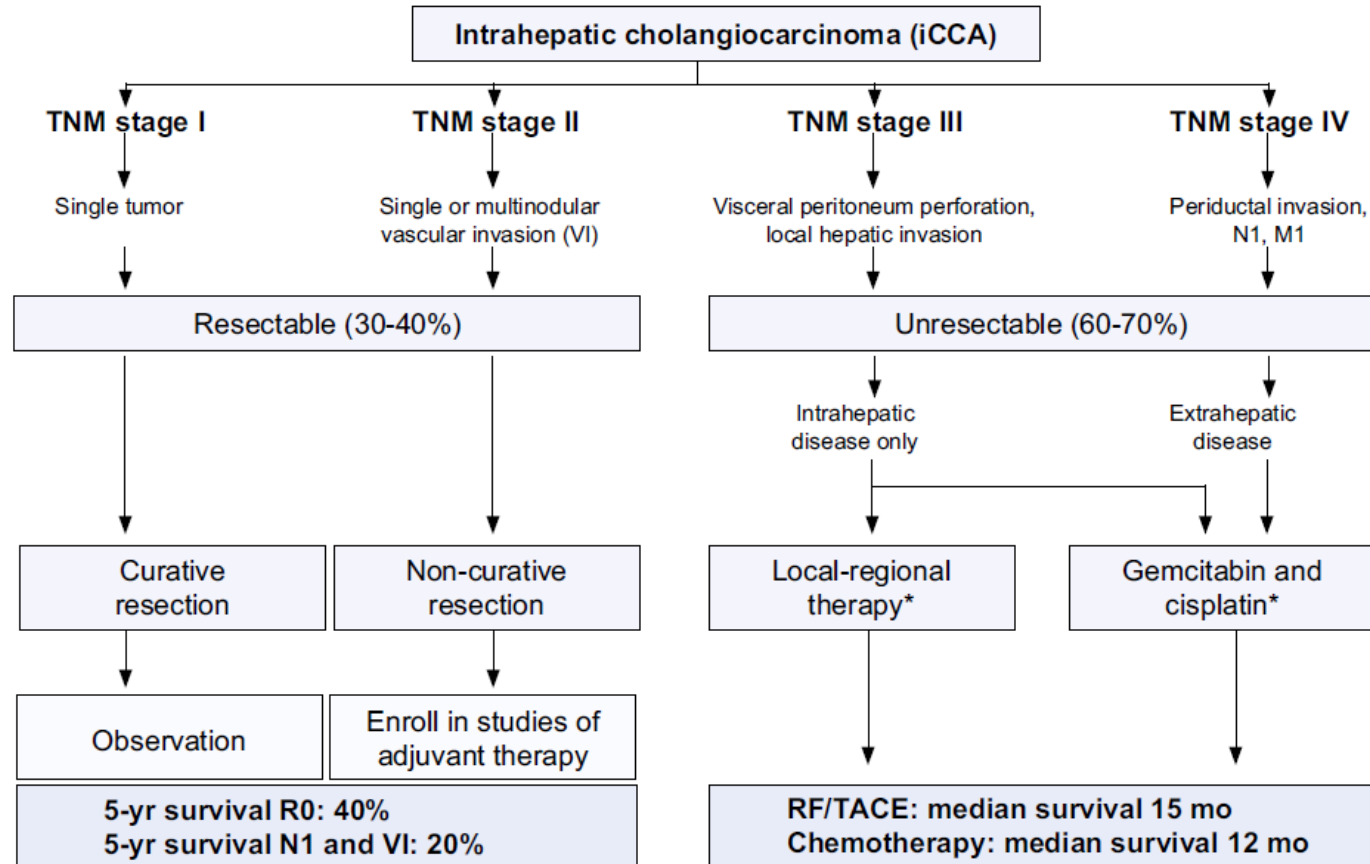 Intrahepatic cholangiocarcinoma (iCCA)
TNM stage I
TNM stage II
TNM stage III
TNM stage IV
Single tumor
Single or multinodular
vascular invasion (VI)
Visceral peritoneum perforation,
local hepatic invasion
Periductal invasion,
N1, M1
Resectable (30-40%)
Unresectable (60-70%)
Intrahepatic
disease only
Extrahepatic
disease
Curative
resection
Non-curative
resection
Local-regional
therapy*
Gemcitabin and
cisplatin*
Observation
Enroll in studies of
adjuvant therapy
5-yr survival R0: 40%
5-yr survival N1 and VI: 20%
RF/TACE: median survival 15 mo
Chemotherapy: median survival 12 mo